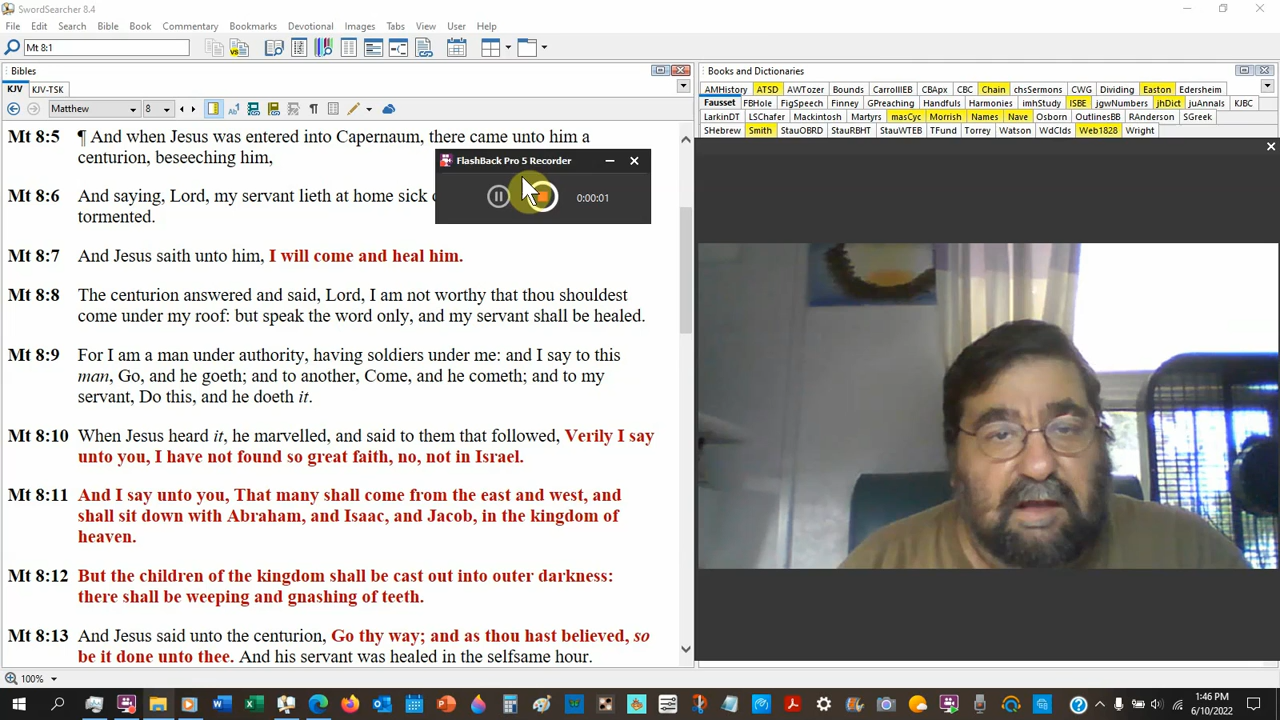 SwordSearcher 8.4
File Edit Search Bible Book Commentary Bookmarks Devotional Images Tabs View User Help
Mt 8:1
VS
Bibles
Books and Dictionaries
KJV KJV-TSK
AMHistory ATSD AWTozer Bounds CarrollIEB CBApx CBC Chain chsSermons CWG Dividing Easton Edersheim
Fausset FBHole FigSpeech Finney GPreaching Handfuls Harmonies imhStudy ISBE jgwNumbers jhDict juAnnals KJBC
LarkinDT LSChafer Mackintosh Martyrs masCyc Morrish Names Nave Osborn OutlinesBB RAnderson SGreek
SHebrew Smith StauOBRD StauRBHT StauWTEB TFund Torrey Watson WdClids Web1828 Wright
Matthew 8
Mt 8:5 ¶ And when Jesus was entered into Capernaum, there came unto him a
centurion, beseeching him,
FlashBack Pro 5 Recorder
0:00:01
Mt 8:6 And saying, Lord, my servant lieth at home sick
tormented.
Mt 8:7 And Jesus saith unto him, I will come and heal him.
Mt 8:8 The centurion answered and said, Lord, I am not worthy that thou shouldest
come under my roof: but speak the word only, and my servant shall be healed.
Mt 8:9 For I am a man under authority, having soldiers under me: and I say to this
man, Go, and he goeth; and to another, Come, and he cometh; and to my
servant, Do this, and he doeth it.
Mt 8:10 When Jesus heard it, he marvelled, and said to them that followed, Verily I say
unto you, I have not found so great faith, no, not in Israel.
Mt 8:11 And I say unto you, That many shall come from the east and west, and
shall sit down with Abraham, and Isaac, and Jacob, in the kingdom of
heaven.
Mt 8:12 But the children of the kingdom shall be cast out into outer darkness:
there shall be weeping and gnashing of teeth.
Mt 8:13 And Jesus said unto the centurion, Go thy way; and as thou hast believed, so
be it done unto thee. And his servant was healed in the selfsame hour.
100%
1:46 PM
6/10/2022